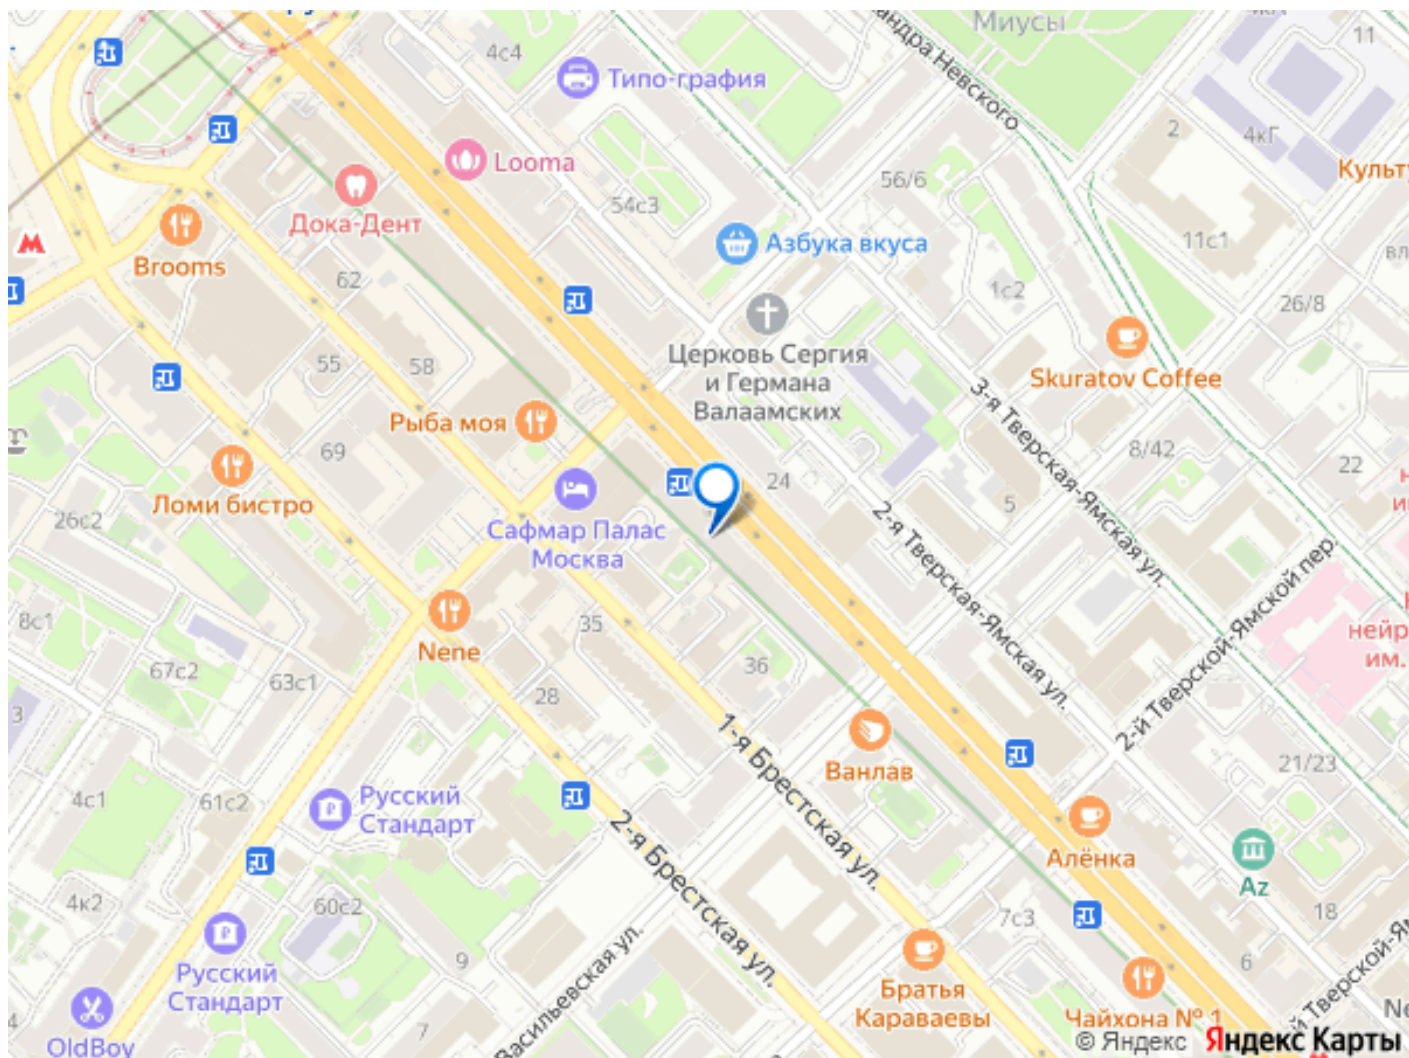 Миусы
4с4
Типо-графия
11
ндра Невского
2
4кГ
Looma
Культу
56/6
54с3
Дока-Дент
Азбука вкуса
11с1
Brooms
62
1с2
26/8
Церковь Сергия
и Германа
Валаамских
55
58
Skuratov Coffee
3-я Тверская-Ямская ул.
Рыба моя
69
8/42
22
24
Ломи бистро
26с2
Сафмар Палас
Москва
5
2-я Тверская-Ямская ул.
2-й Тверской-Ямской пер.
8с1
35
нейр
им.
Nene
67с2
63с1
36
28
3
1-я Брестская ул.
Ванлав
21/23
4с1
61с2
Русский
Стандарт
2-я Брестская ул.
Алёнка
Az
4к2
60с2
7с3
18
9
6
Русский
Стандарт
Васильевская ул.
Братья
Караваевы
Чайхона № 1
й Тверской-Я
7
OldBoy
© Яндекс Яндекс Карты